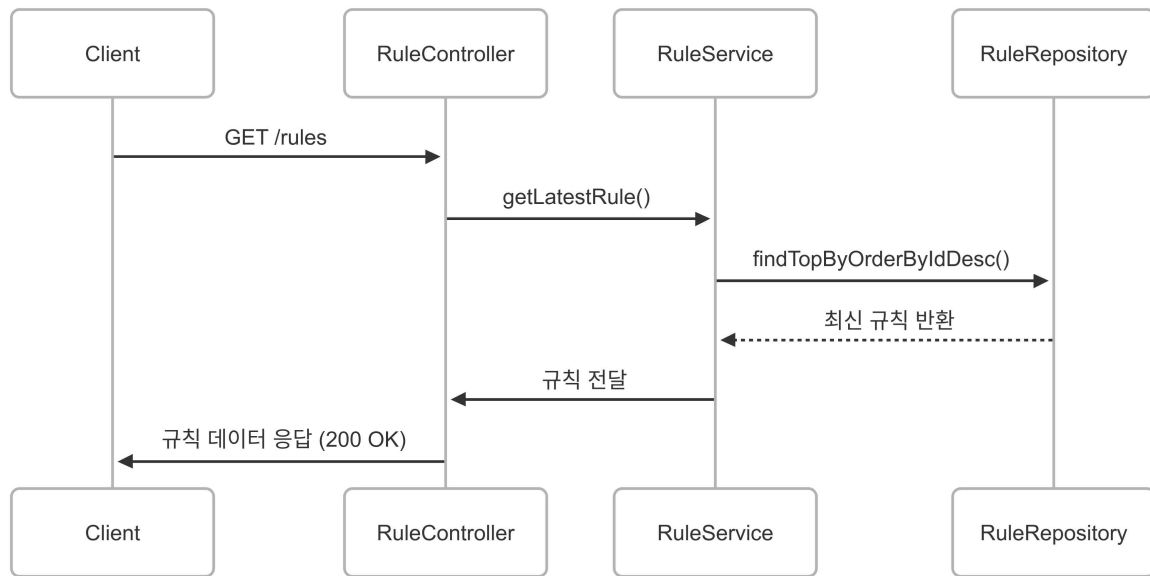 Client
RuleController
RuleService
RuleRepository
GET /rules
getLatestRule()
findTopByOrderByIdDesc()
최신 규칙 반환
규칙 전달
규칙 데이터 응답 (200 OK)
Client
RuleController
RuleService
RuleRepository